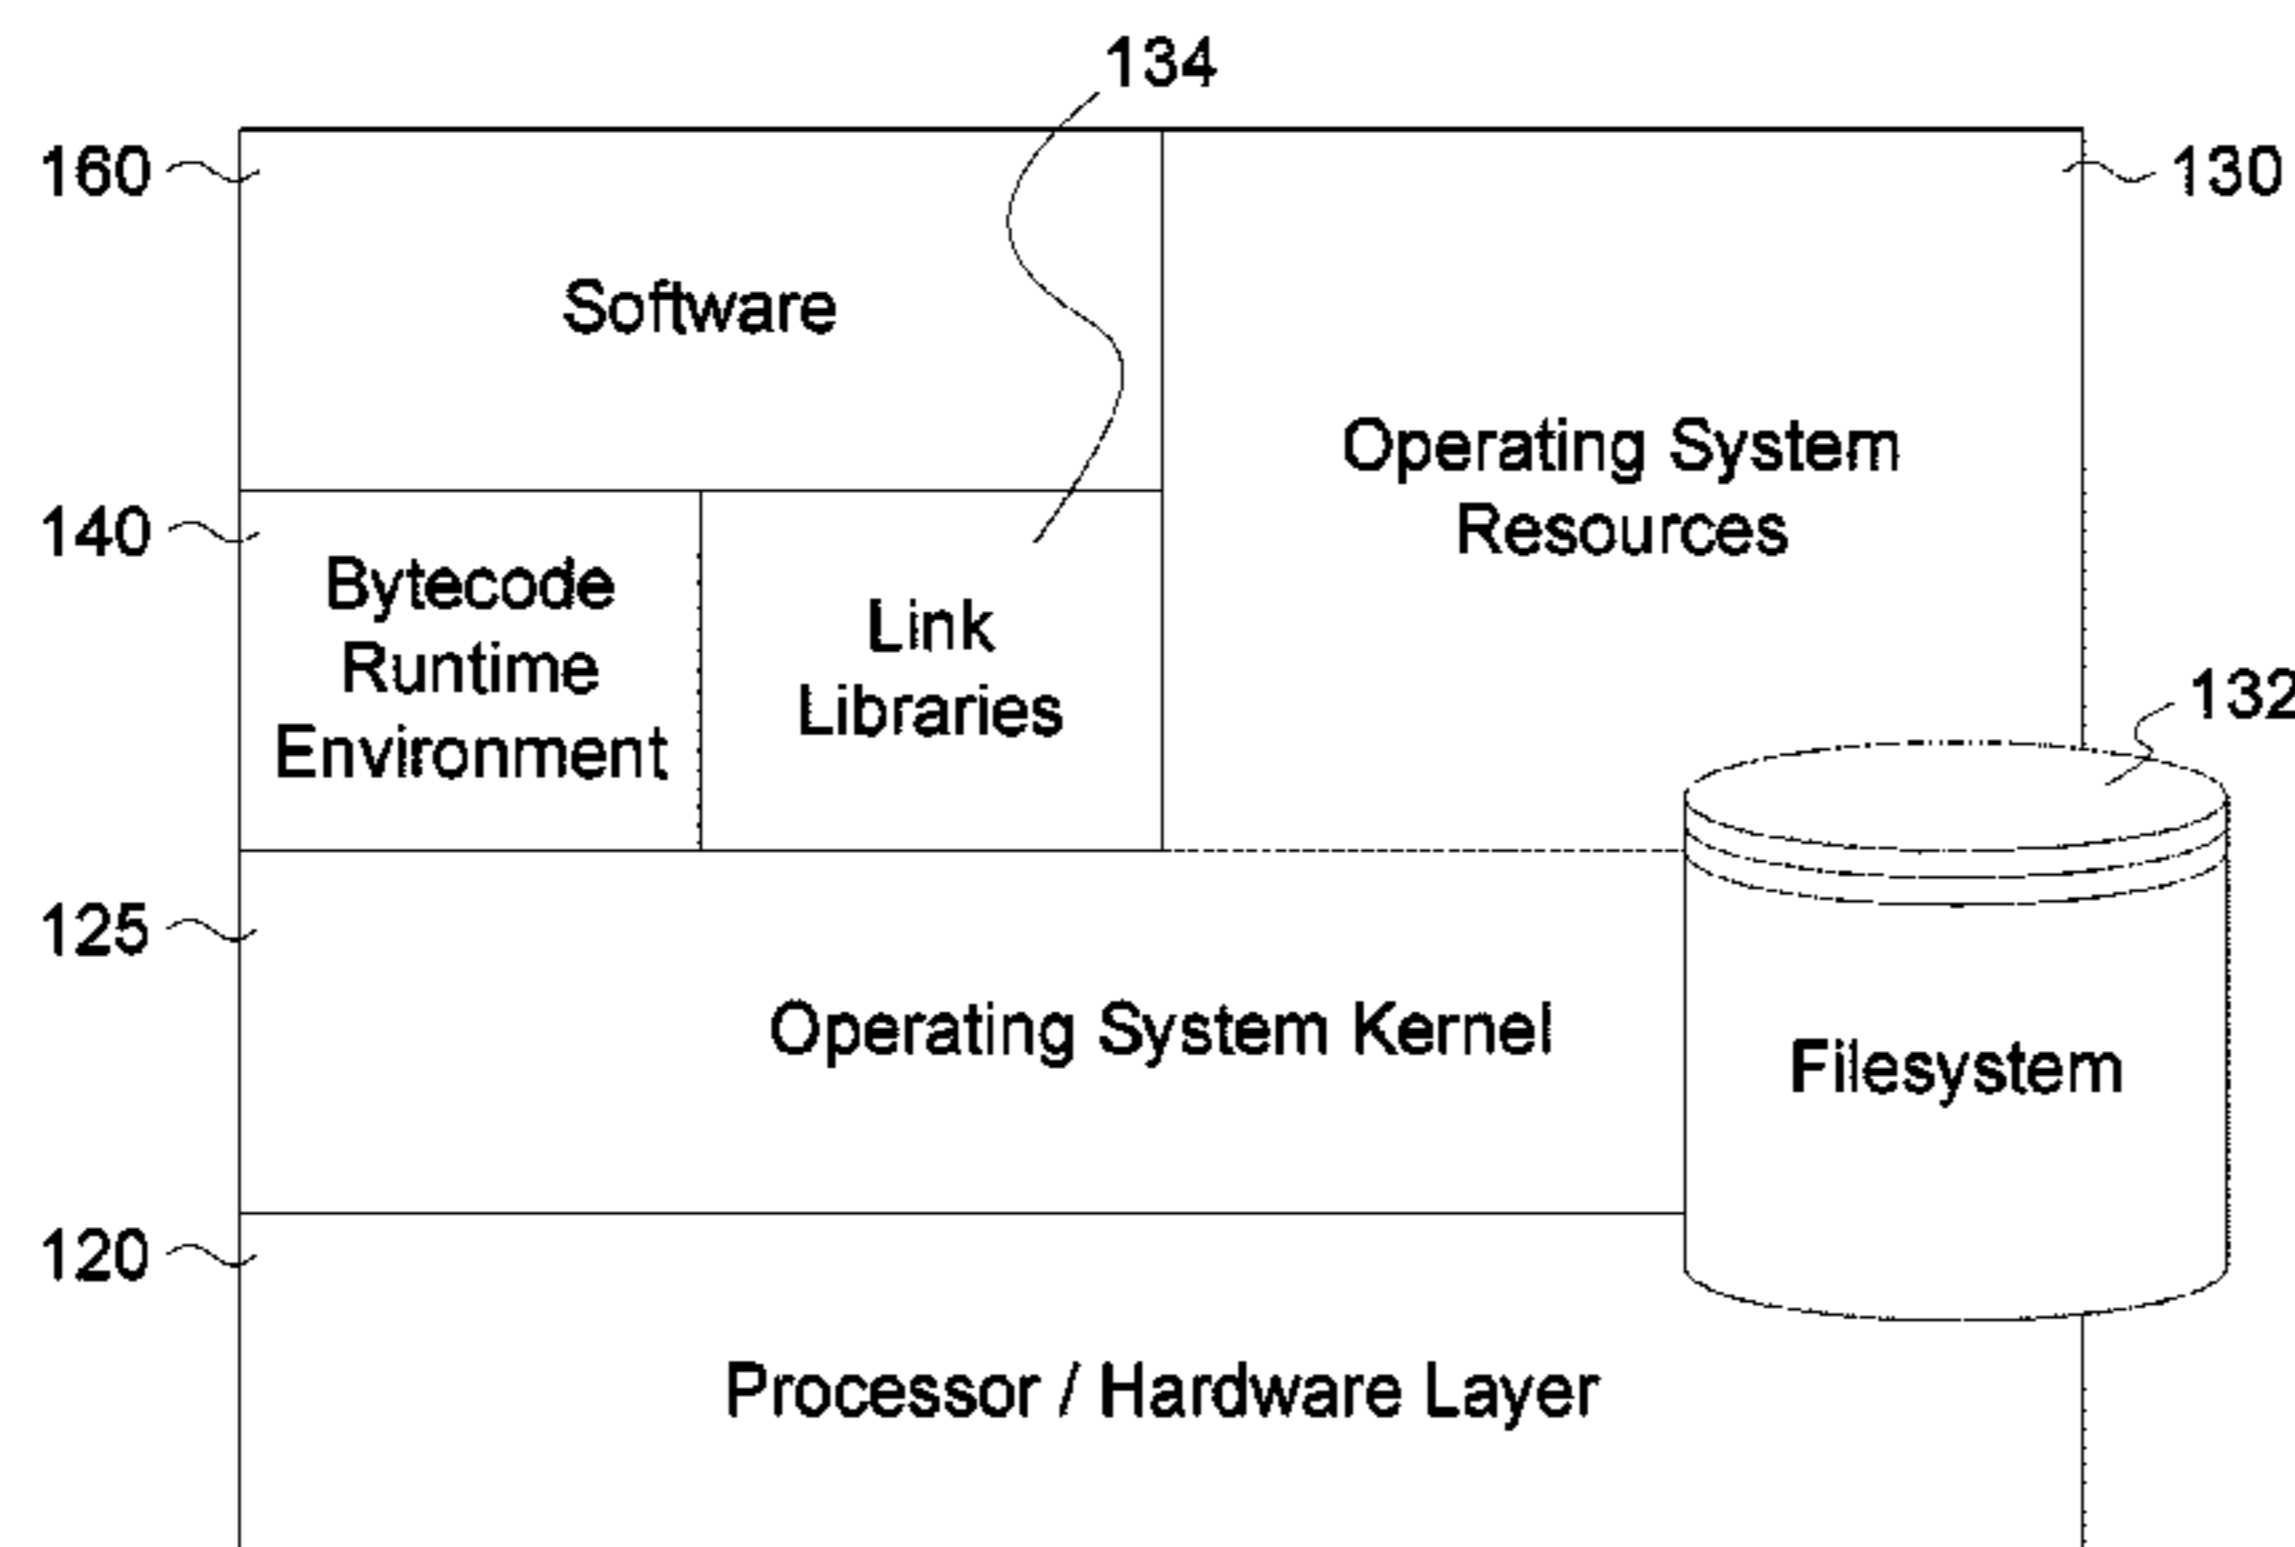 134
160
130
Software
Operating System
Resources
140
Bytecode
Runtime
Environment
Link
Libraries
132
125
Operating System Kernel
Filesystem
120
Processor / Hardware Layer